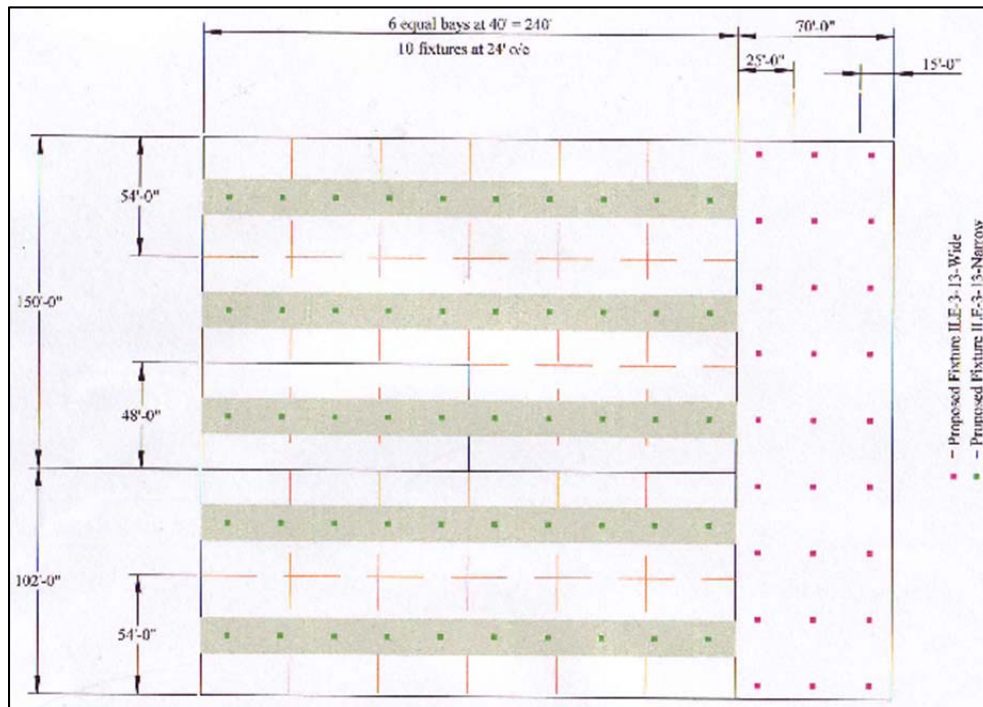 6 equal bays at 40' = 240'
10 fixtures at 24' o/c
70'-0"
25'-0"
15'-0"
54'-0"
150'-0"
48'-0"
102'-0"
54'-0"
Proposed Fixture ILE-3-13-Wide
Proposed Fixture ILE-3-13-Narrow